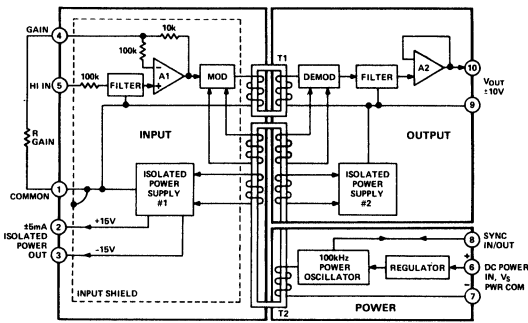 GAIN
4
10k
100k
HI IN
5
100k
FILTER
−
+
A1
MOD
T1
DEMOD
FILTER
A2
10
VOUT
±10V
9
R
GAIN
INPUT
OUTPUT
COMMON
1
ISOLATED
POWER
SUPPLY
#1
ISOLATED
POWER
SUPPLY
#2
±5mA
ISOLATED
POWER
OUT
2
+15V
3
−15V
INPUT SHIELD
8
SYNC
IN/OUT
100kHz
POWER
OSCILLATOR
REGULATOR
+
6
DC POWER
IN, VS
−
PWR COM
7
T2
POWER